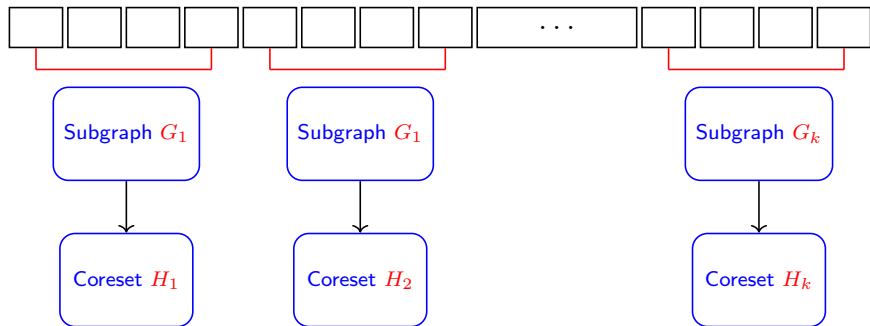 ...
Subgraph G₁ Subgraph G₁ Subgraph Gₖ
Coreset H₁ Coreset H₂ Coreset Hₖ